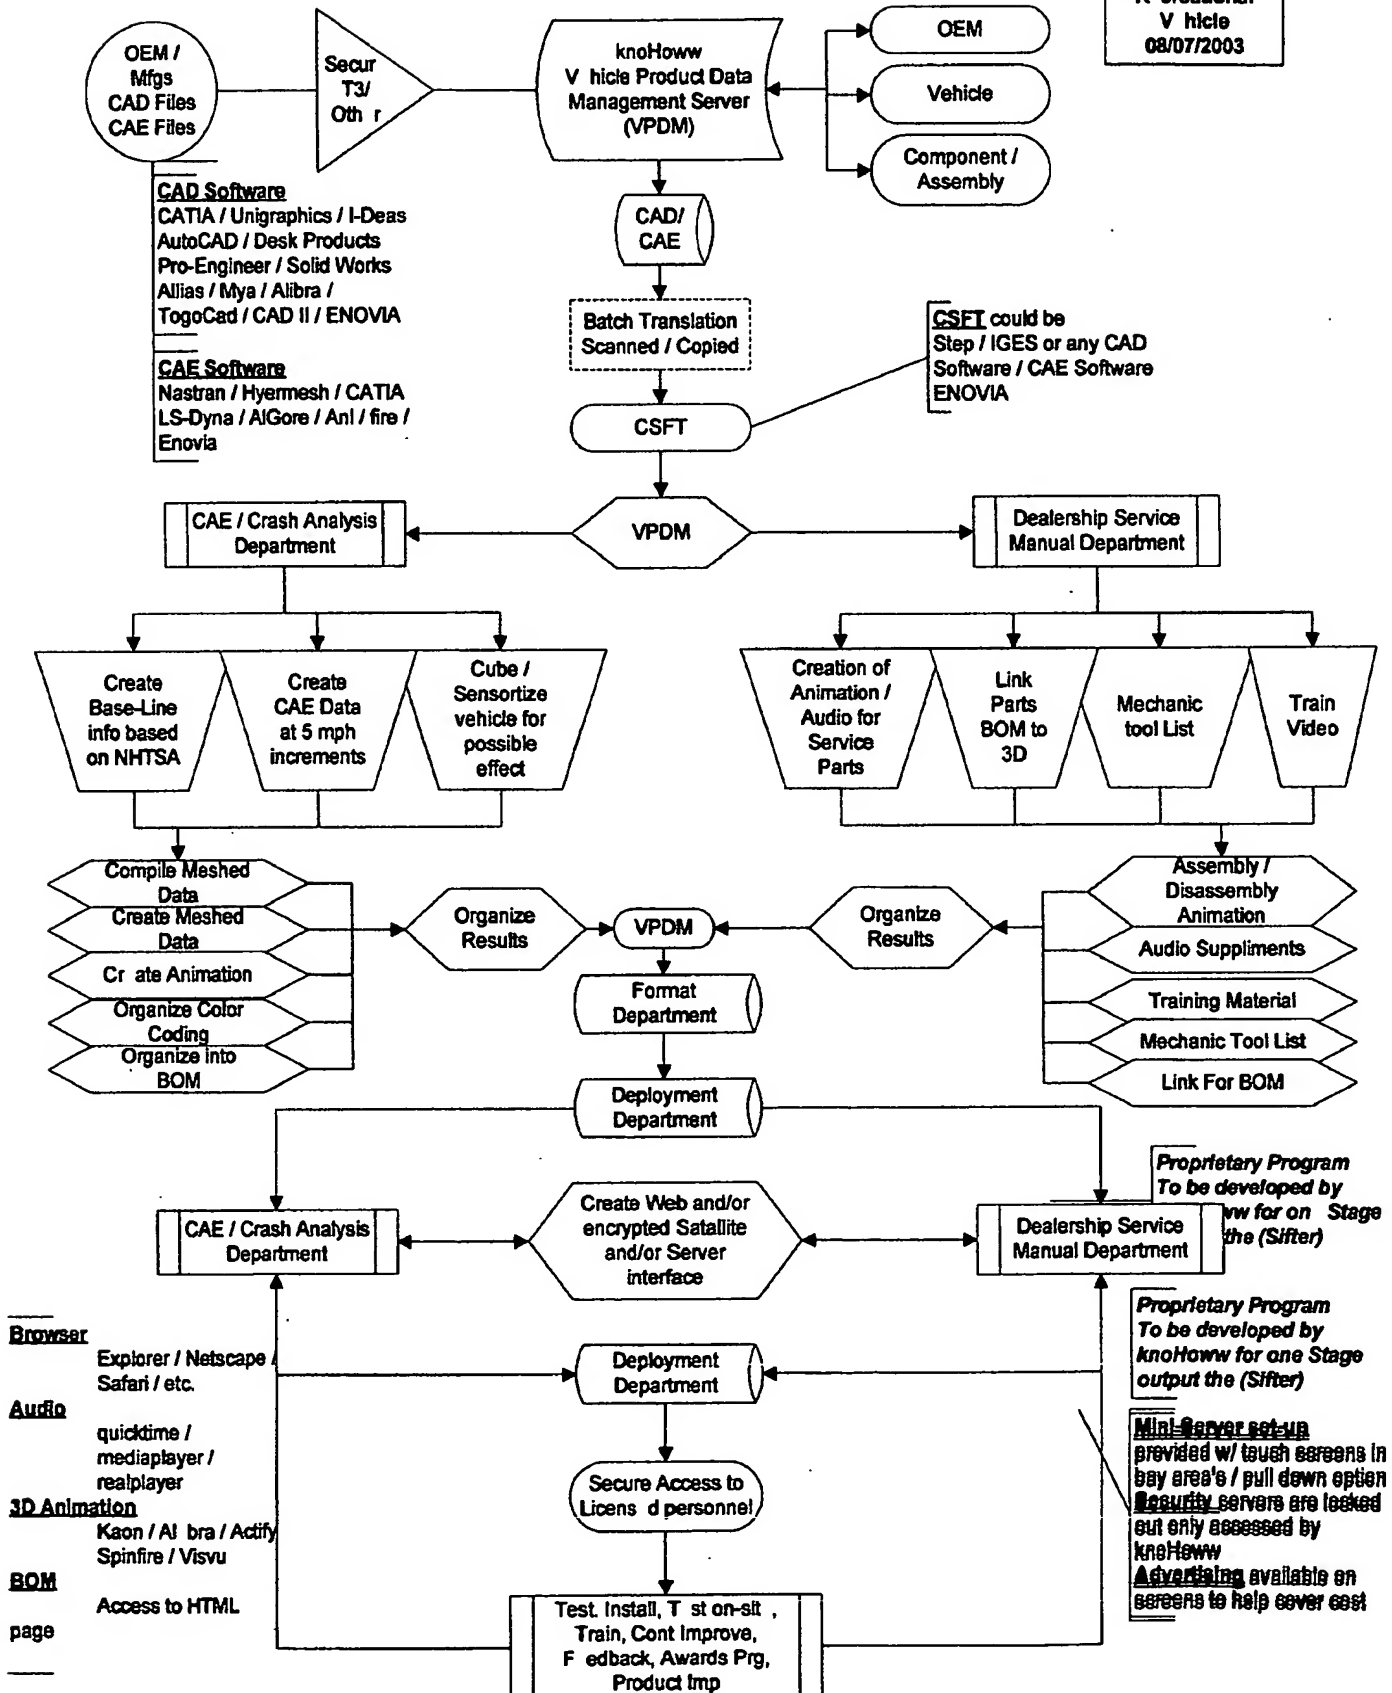 V hicle
08/07/2003
OEM /
Mfgs
CAD Files
CAE Files
Secur
T3/
Oth r
knoHoww
V hicle Product Data
Management Server
(VPDM)
OEM
Vehicle
Component /
Assembly
CAD Software
CATIA / Unigraphics / I-Deas
AutoCAD / Desk Products
Pro-Engineer / Solid Works
Allias / Mya / Alibra /
TogoCad / CAD II / ENOVIA
CAE Software
Nastran / Hyermesh / CATIA
LS-Dyna / AlGore / Anl / fire /
Enovia
CAD/
CAE
Batch Translation
Scanned / Copied
CSFT
CSFT could be
Step / IGES or any CAD
Software / CAE Software
ENOVIA
CAE / Crash Analysis
Department
VPDM
Dealership Service
Manual Department
Create
Base-Line
info based
on NHTSA
Create
CAE Data
at 5 mph
increments
Cube /
Sensortize
vehicle for
possible
effect
Creation of
Animation /
Audio for
Service
Parts
Link
Parts
BOM to
3D
Mechanic
tool List
Train
Video
Compile Meshed
Data
Create Meshed
Data
Cr ate Animation
Organize Color
Coding
Organize into
BOM
Organize
Results
VPDM
Organize
Results
Assembly /
Disassembly
Animation
Audio Suppliments
Training Material
Mechanic Tool List
Link For BOM
Format
Department
Deployment
Department
CAE / Crash Analysis
Department
Create Web and/or
encrypted Satallite
and/or Server
interface
Dealership Service
Manual Department
Proprietary Program
To be developed by
ww for on Stage
the (Sifter)
Proprietary Program
To be developed by
knoHoww for one Stage
output the (Sifter)
Browser
Explorer / Netscape /
Safari / etc.
Audio
quicktime /
mediaplayer /
realplayer
3D Animation
Kaon / Al bra / Actify
Spinfire / Visvu
BOM
Access to HTML
page
Deployment
Department
Secure Access to
Licens d personnel
Mini-Server set-up
provided w/ touch screens in
bay area's / pull down option
Security servers are locked
out only accessed by
knoHoww
Advertising available on
screens to help cover cost
Test. Install, T st on-sit ,
Train, Cont Improve,
F edback, Awards Prg,
Product Imp